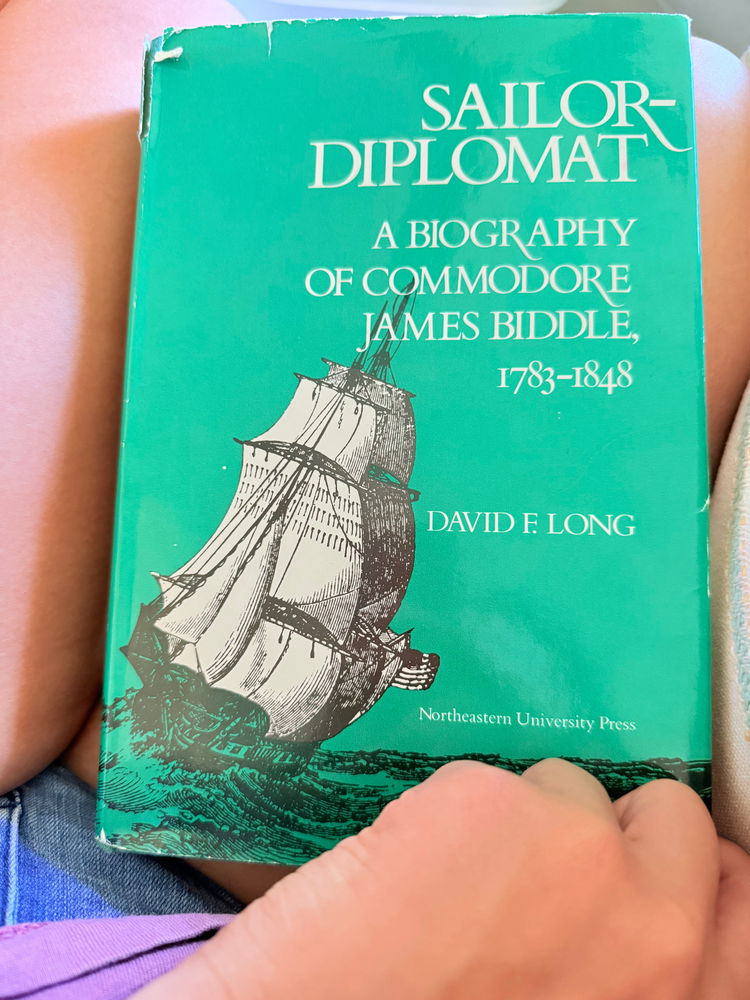 SAILOR-
DIPLOMAT
A BIOGRAPHY
OF COMMODORE
JAMES BIDDLE,
1783-1848
DAVID F. LONG
Northeastern University Press